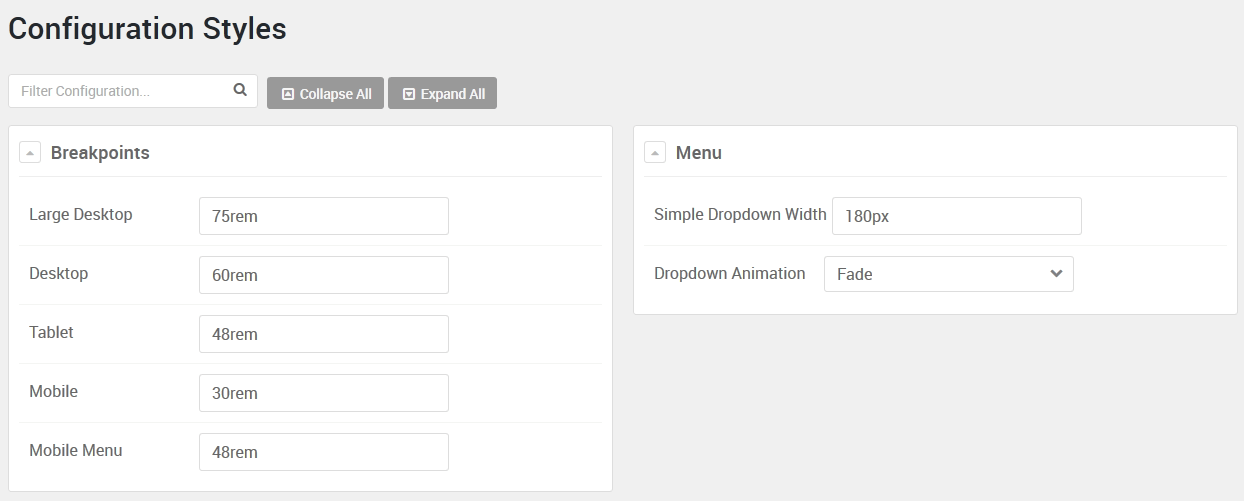 Configuration Styles
Filter Configuration...
Collapse All
Expand All
Breakpoints
Large Desktop 75rem
Desktop 60rem
Tablet 48rem
Mobile 30rem
Mobile Menu 48rem
Menu
Simple Dropdown Width 180px
Dropdown Animation Fade